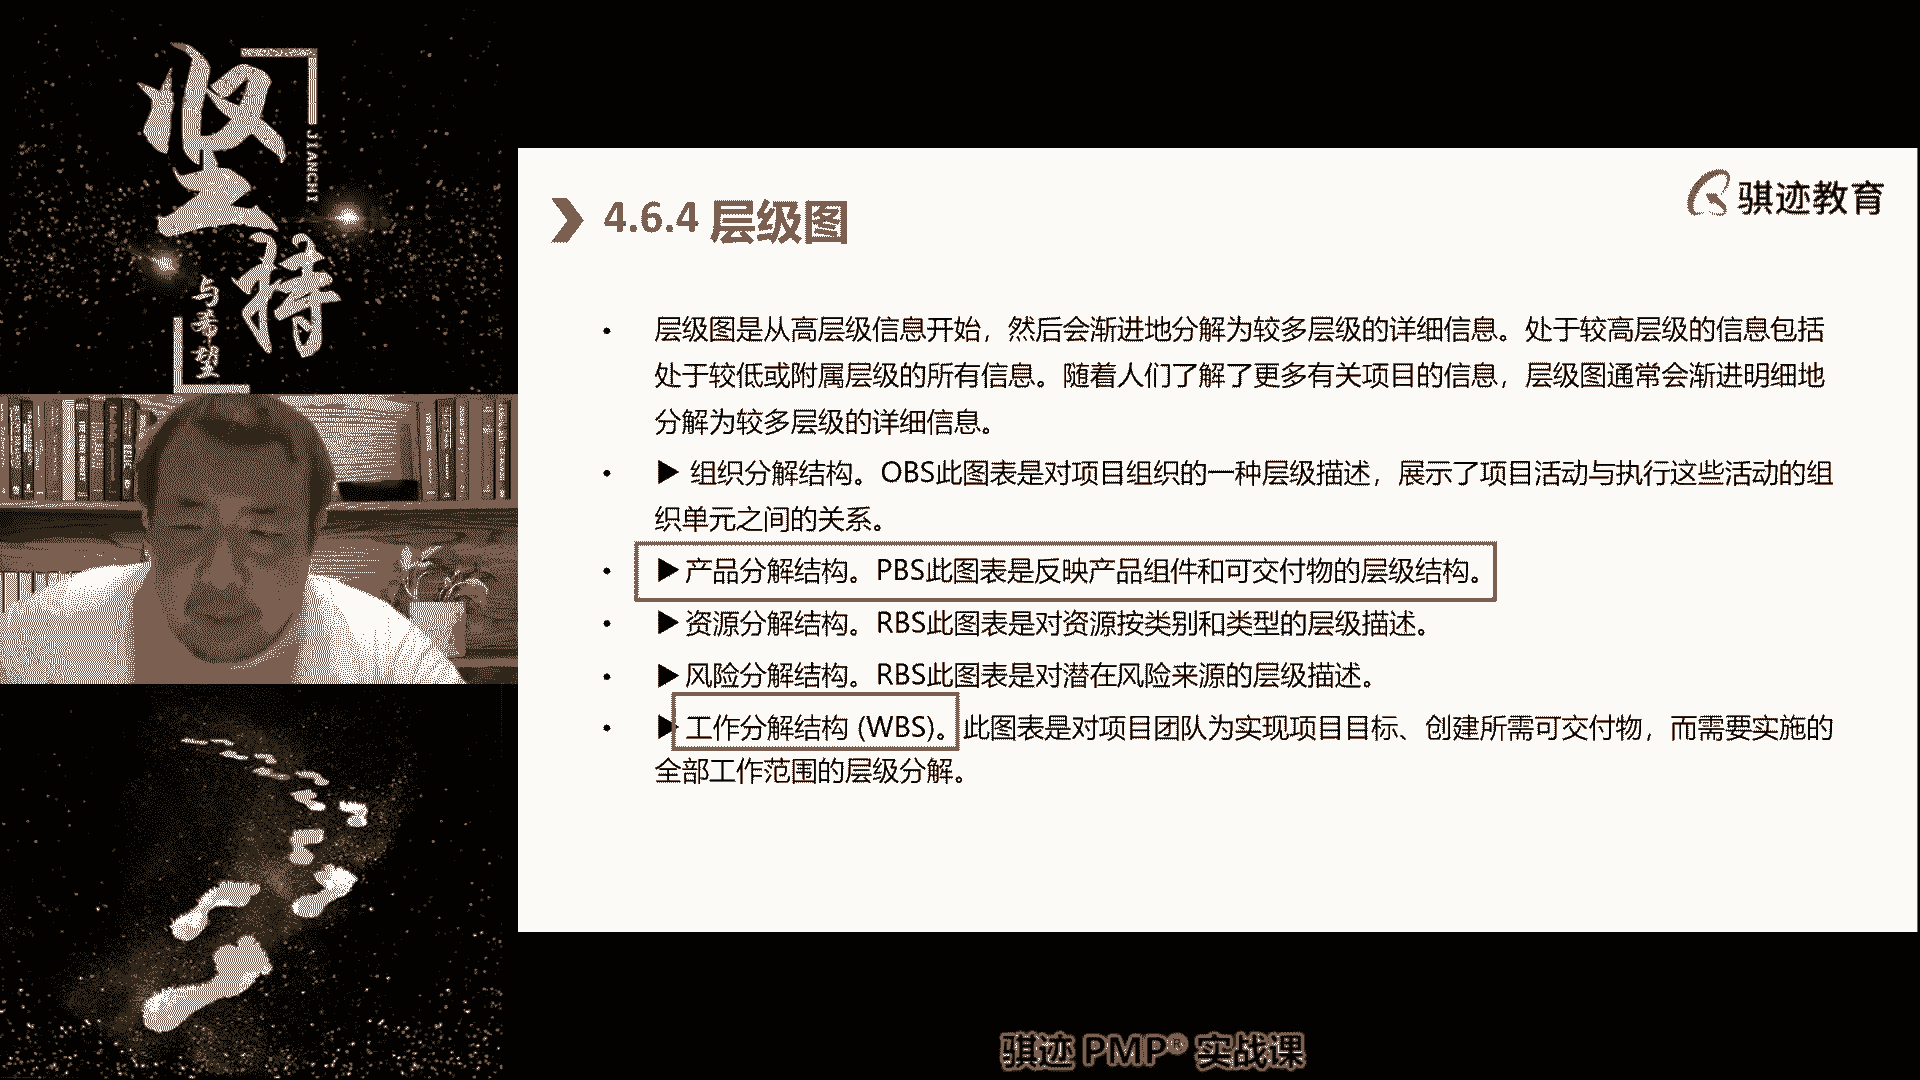 坚持
JIANCHI
与希望
骐迹教育
4.6.4 层级图
• 层级图是从高层级信息开始，然后会渐进地分解为较多层级的详细信息。处于较高层级的信息包括
处于较低或附属层级的所有信息。随着人们了解了更多有关项目的信息，层级图通常会渐进明细地
分解为较多层级的详细信息。
• ▶ 组织分解结构。OBS此图表是对项目组织的一种层级描述，展示了项目活动与执行这些活动的组
织单元之间的关系。
• ▶产品分解结构。PBS此图表是反映产品组件和可交付物的层级结构。
• ▶资源分解结构。RBS此图表是对资源按类别和类型的层级描述。
• ▶风险分解结构。RBS此图表是对潜在风险来源的层级描述。
• ▶工作分解结构 (WBS)。此图表是对项目团队为实现项目目标、创建所需可交付物，而需要实施的
全部工作范围的层级分解。
骐迹 PMP® 实战课